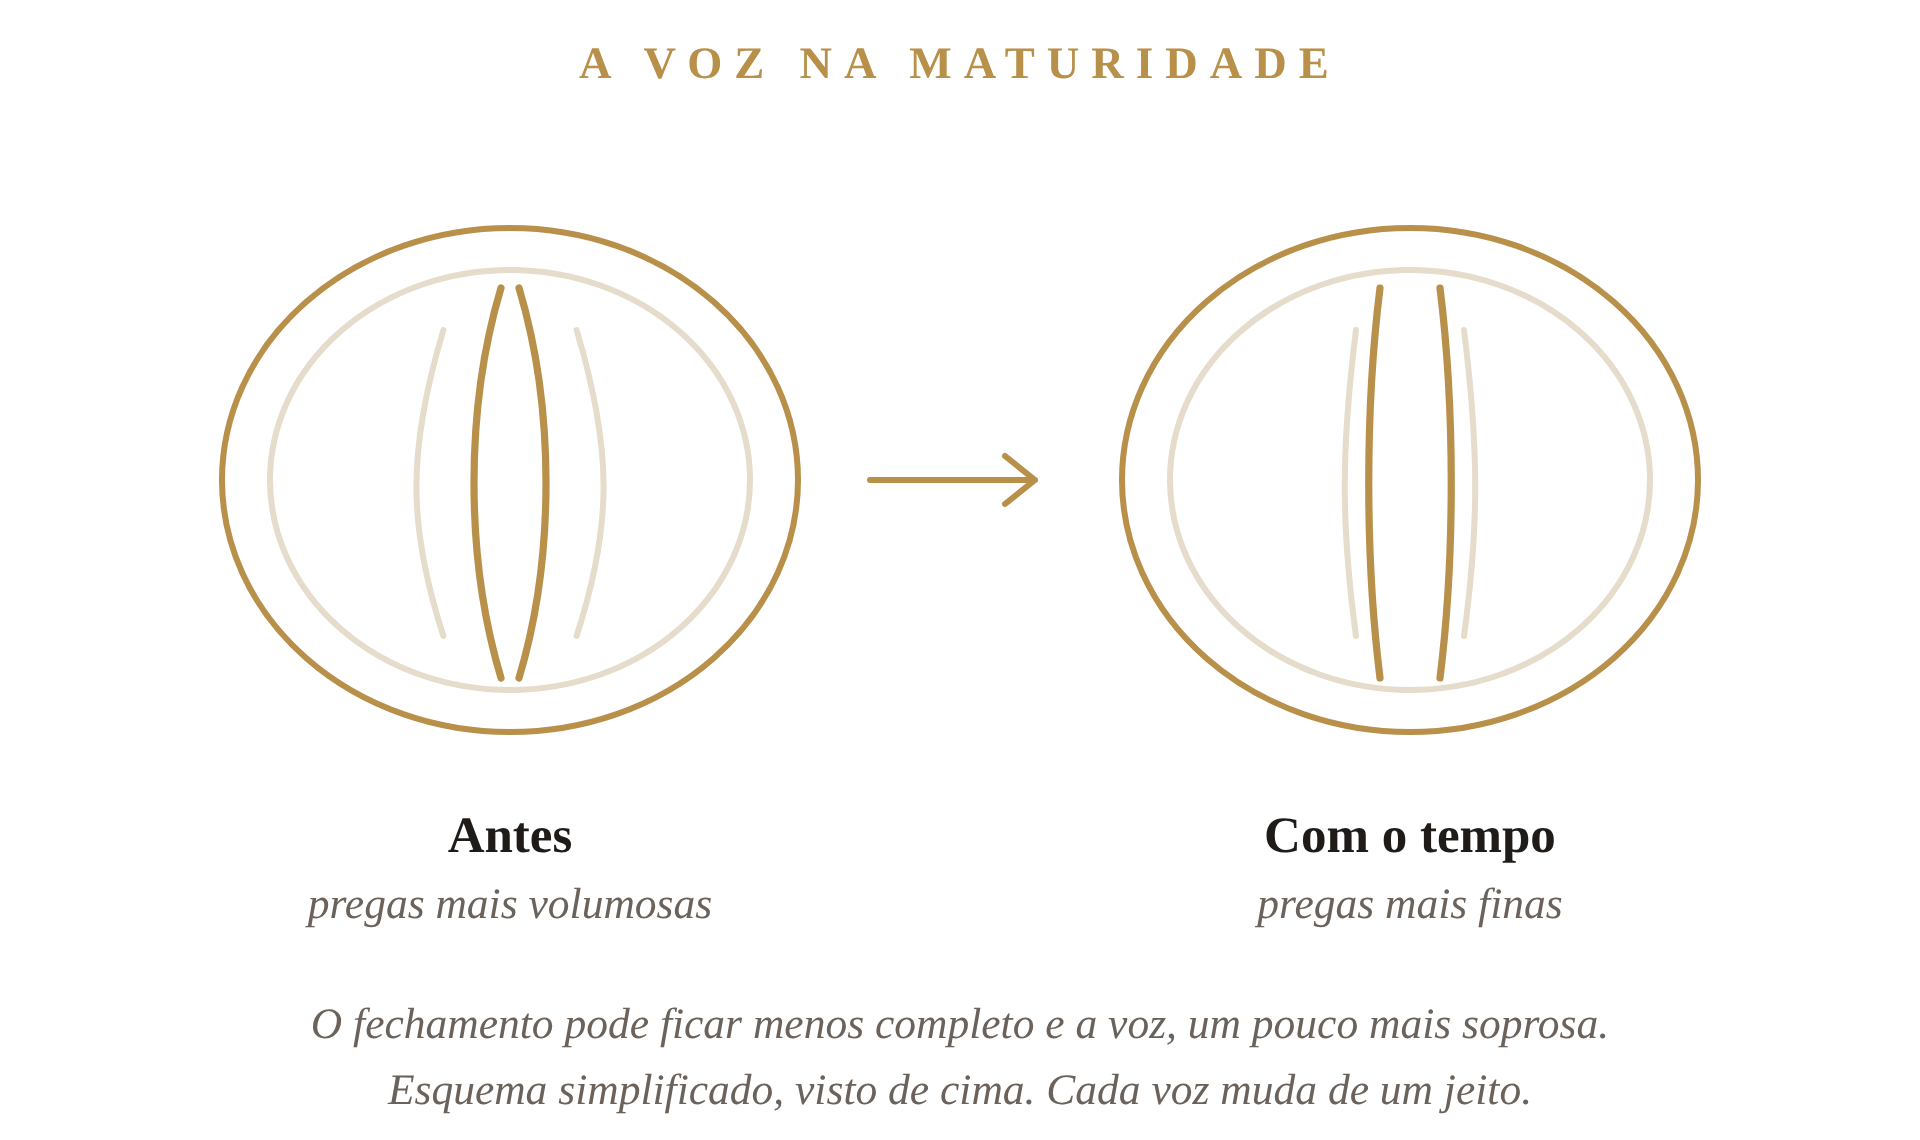 A VOZ NA MATURIDADE
Antes
pregas mais volumosas
Com o tempo
pregas mais finas
O fechamento pode ficar menos completo e a voz, um pouco mais soprosa.
Esquema simplificado, visto de cima. Cada voz muda de um jeito.